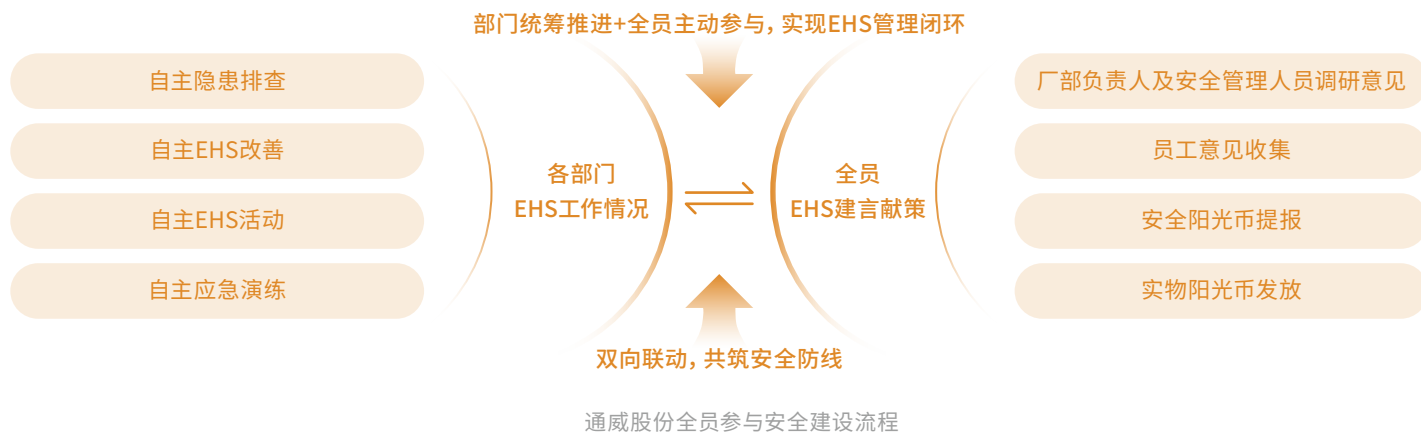 部门统筹推进+全员主动参与, 实现EHS管理闭环
自主隐患排查
自主EHS改善
自主EHS活动
自主应急演练
各部门
EHS工作情况
全员
EHS建言献策
厂部负责人及安全管理人员调研意见
员工意见收集
安全阳光币提报
实物阳光币发放
双向联动, 共筑安全防线
通威股份全员参与安全建设流程